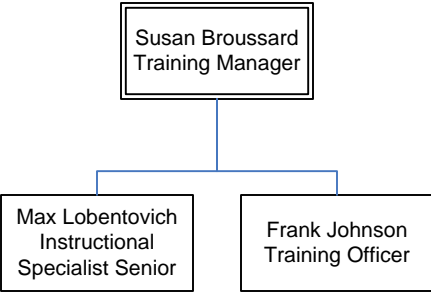 Susan Broussard
Training Manager
Max Lobentovich
Instructional
Specialist Senior
Frank Johnson
Training Officer